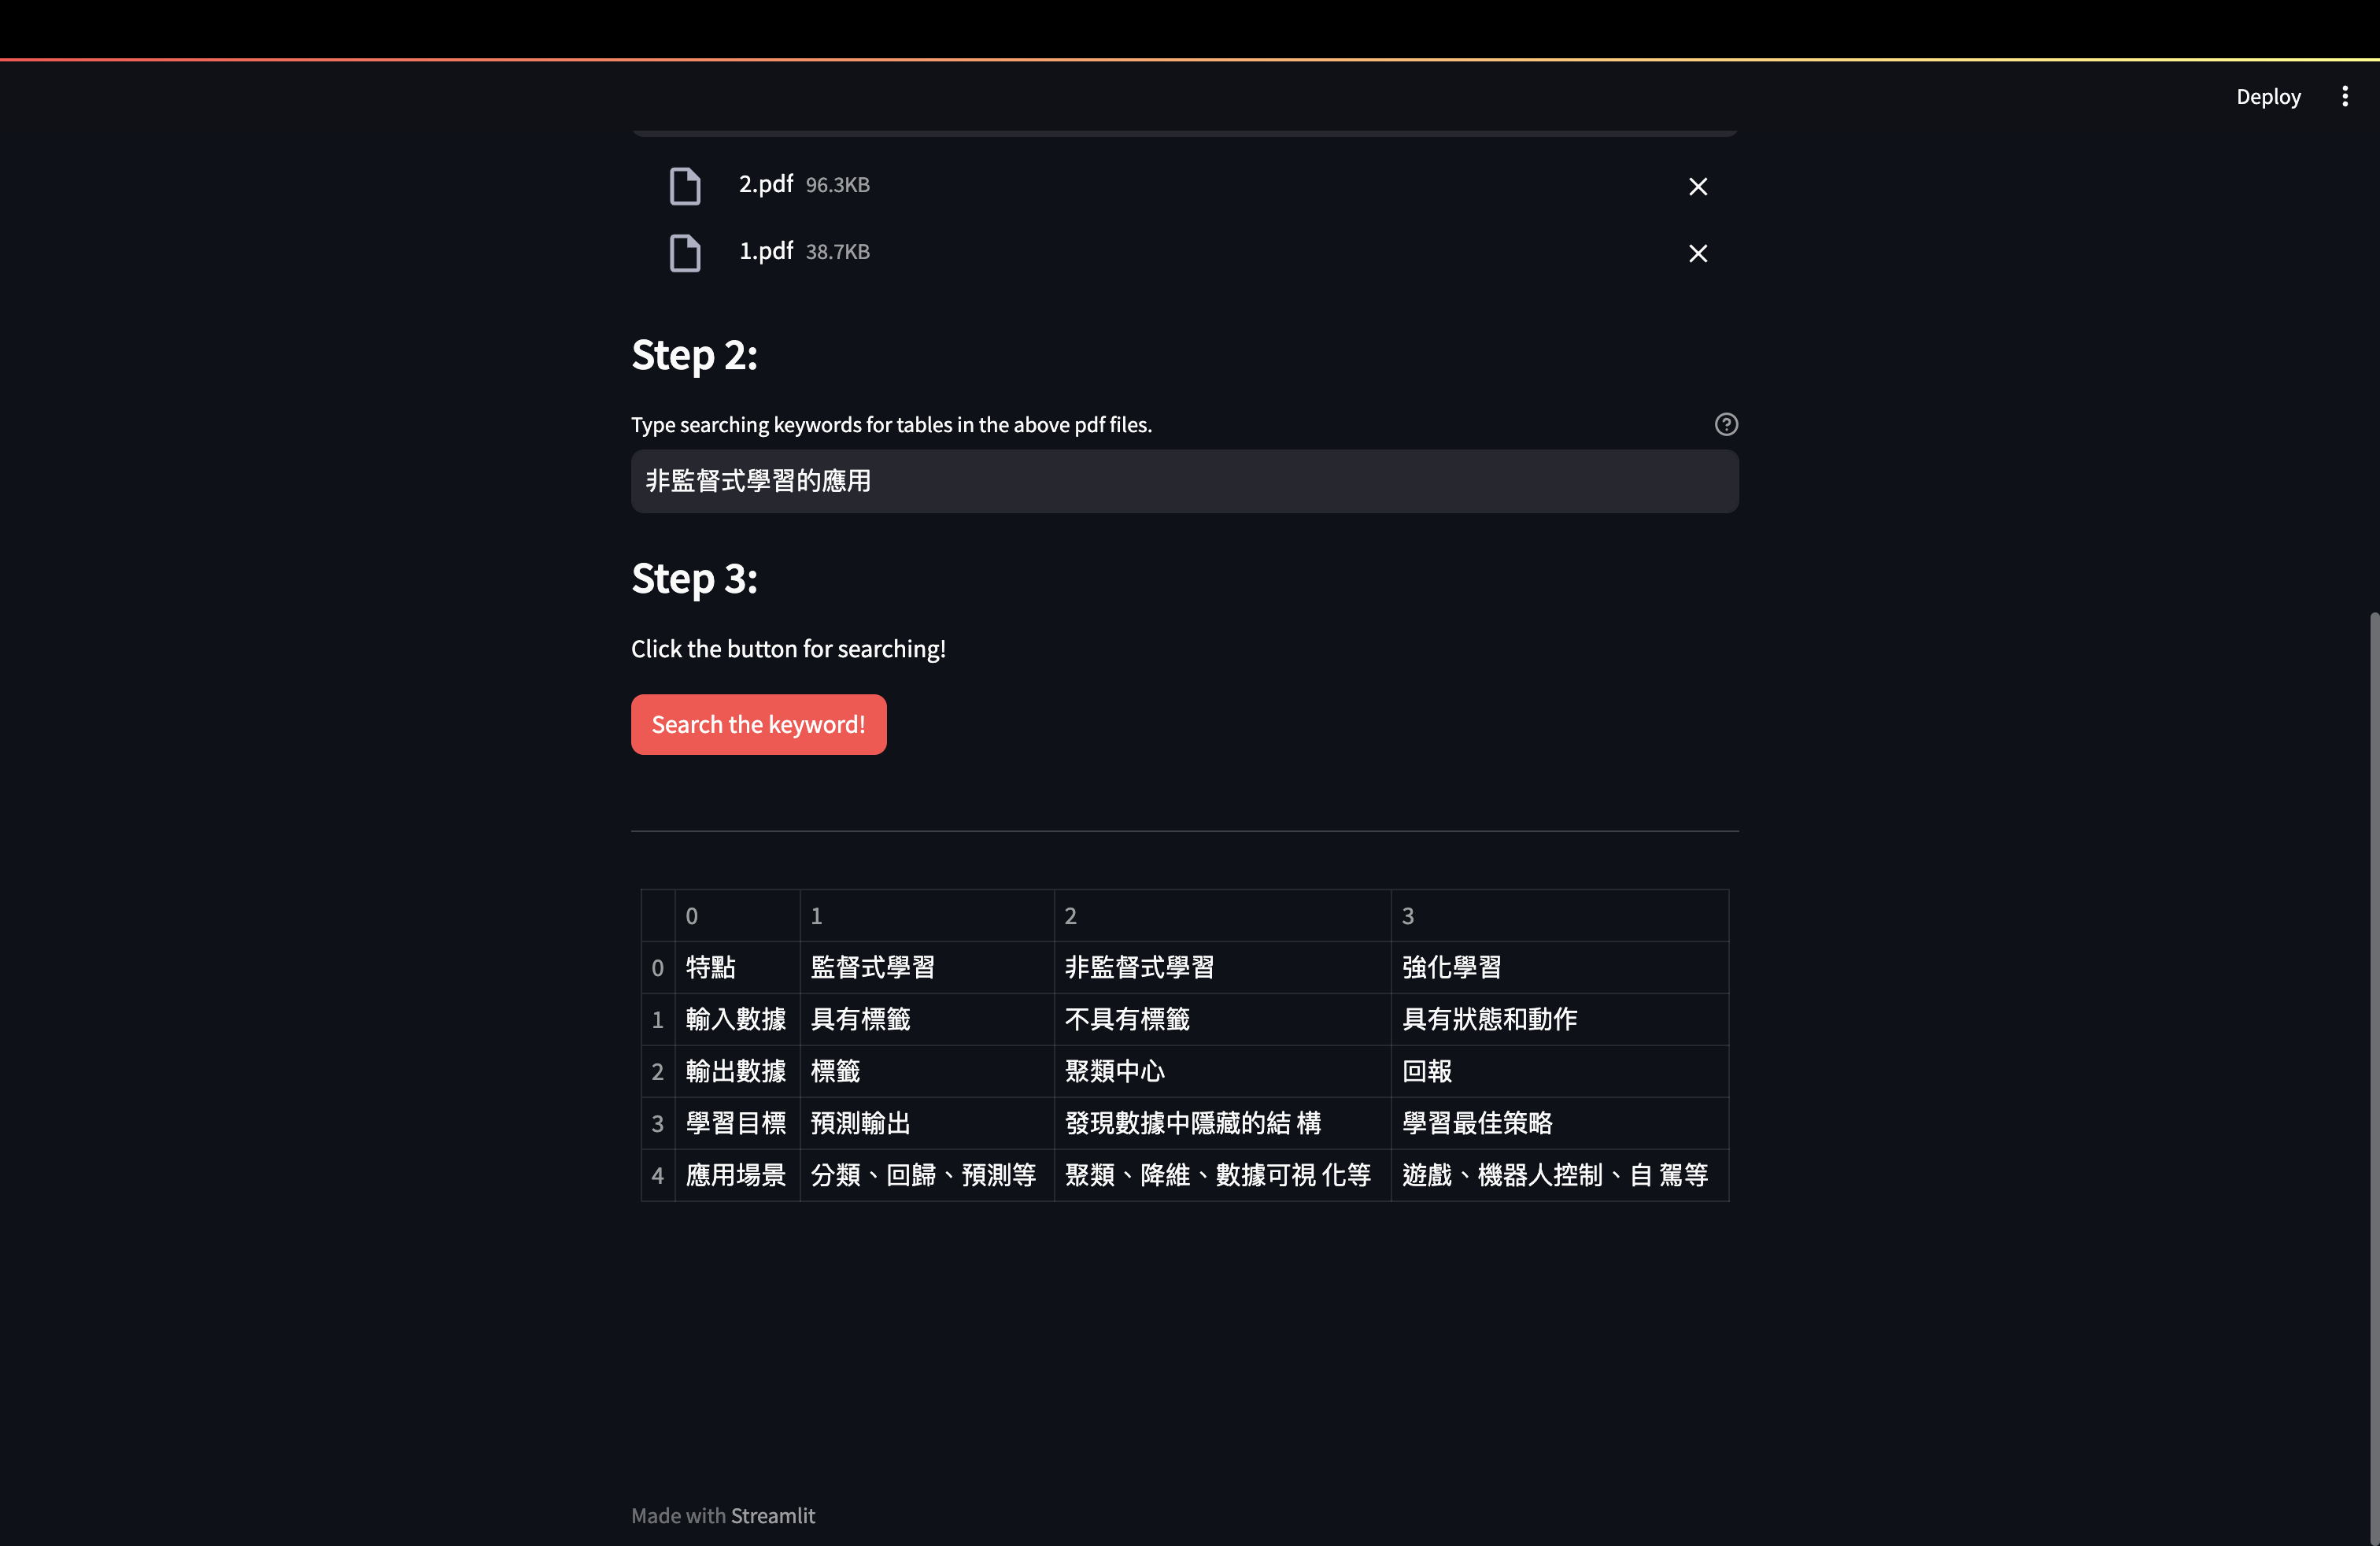 Deploy
2.pdf 96.3KB
1.pdf 38.7KB
Step 2:
Type searching keywords for tables in the above pdf files.
非監督式學習的應用
Step 3:
Click the button for searching!
Search the keyword!
0 1 2 3
0 特點 監督式學習 非監督式學習 強化學習
1 輸入數據 具有標籤 不具有標籤 具有狀態和動作
2 輸出數據 標籤 聚類中心 回報
3 學習目標 預測輸出 發現數據中隱藏的結 構 學習最佳策略
4 應用場景 分類、回歸、預測等 聚類、降維、數據可視 化等 遊戲、機器人控制、自 駕等
Made with Streamlit